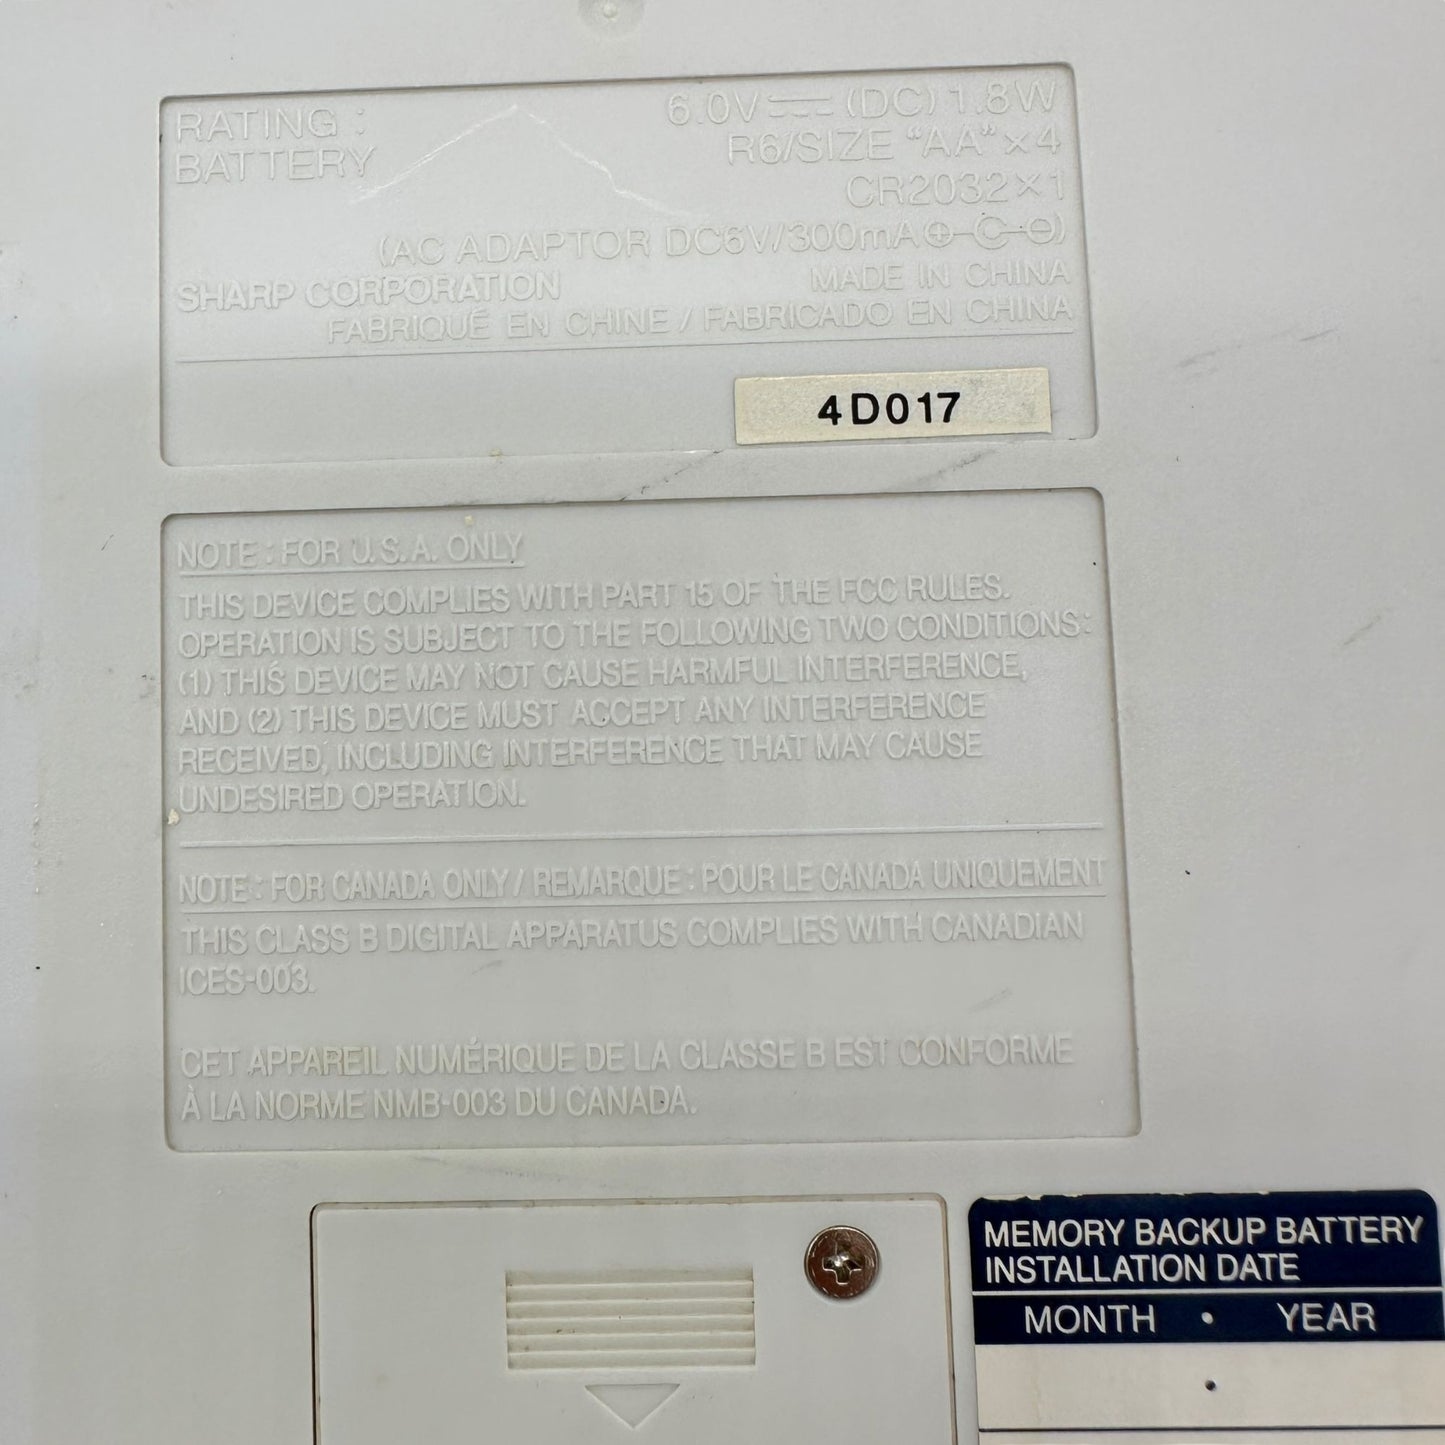 RATING : 6.0V (DC) 1.8W
BATTERY R6/SIZE "AA" × 4
CR2032 × 1
(AC ADAPTOR DC6V/300mA ⊕-C-⊖)
SHARP CORPORATION MADE IN CHINA
FABRIQUÉ EN CHINE / FABRICADO EN CHINA
4D017
NOTE : FOR U.S.A. ONLY
THIS DEVICE COMPLIES WITH PART 15 OF THE FCC RULES.
OPERATION IS SUBJECT TO THE FOLLOWING TWO CONDITIONS:
(1) THIS DEVICE MAY NOT CAUSE HARMFUL INTERFERENCE,
AND (2) THIS DEVICE MUST ACCEPT ANY INTERFERENCE
RECEIVED, INCLUDING INTERFERENCE THAT MAY CAUSE
UNDESIRED OPERATION.
NOTE : FOR CANADA ONLY / REMARQUE : POUR LE CANADA UNIQUEMENT
THIS CLASS B DIGITAL APPARATUS COMPLIES WITH CANADIAN
ICES-003.
CET APPAREIL NUMÉRIQUE DE LA CLASSE B EST CONFORME
À LA NORME NMB-003 DU CANADA.
MEMORY BACKUP BATTERY
INSTALLATION DATE
MONTH • YEAR